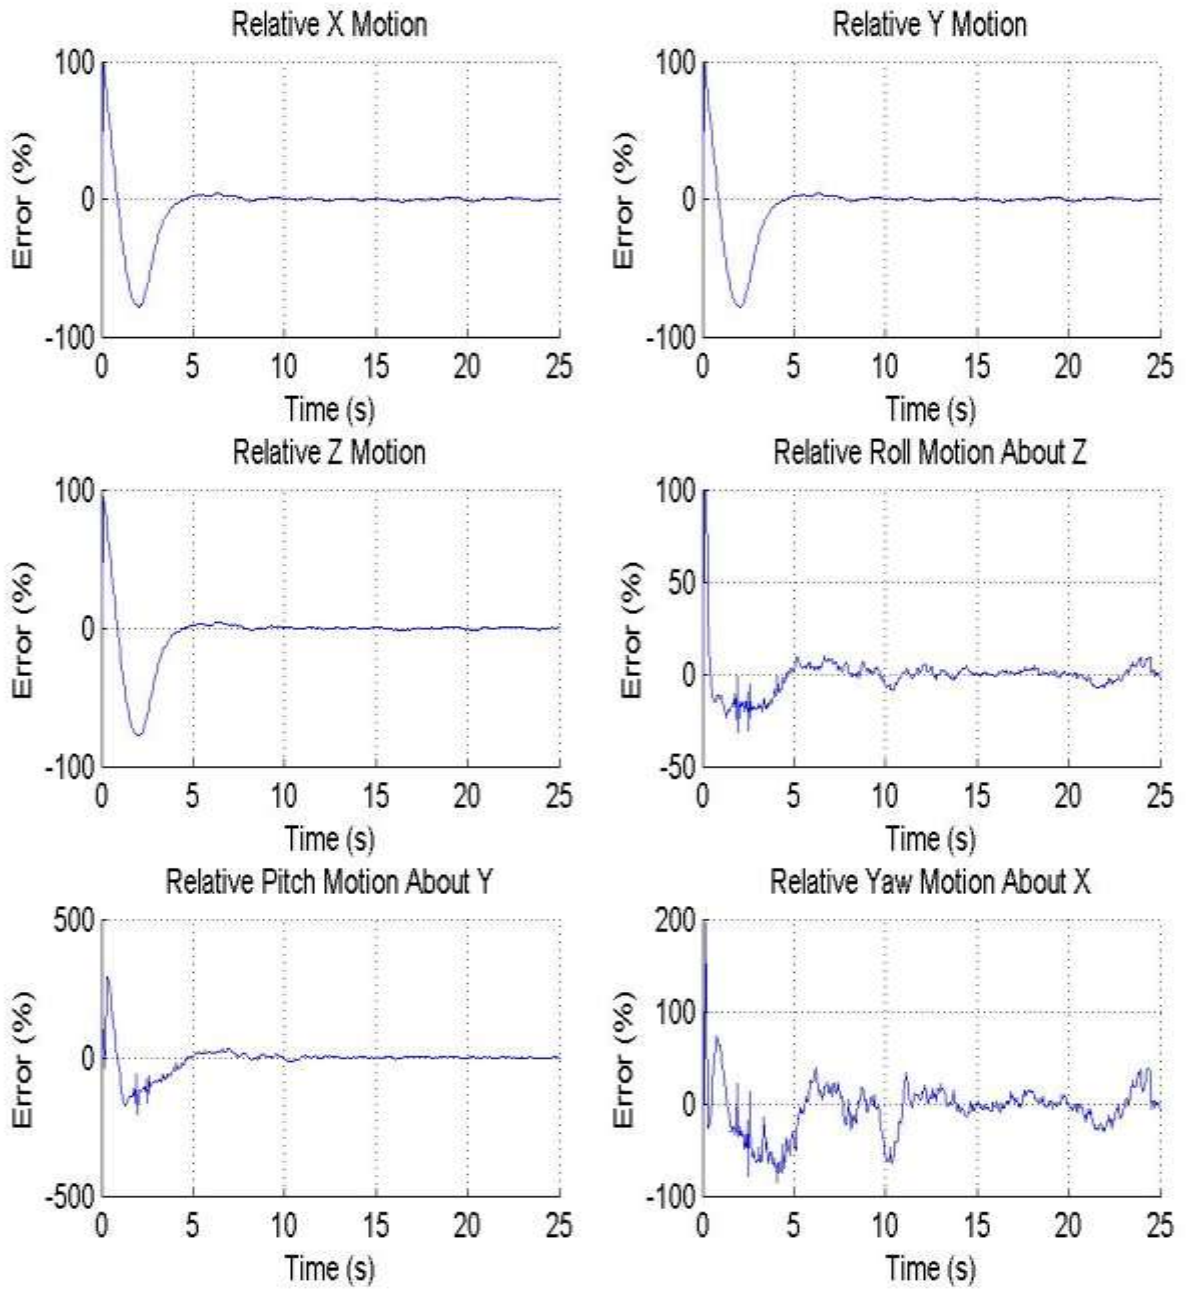 Relative X Motion
100
0
-100
Error (%)
0 5 10 15 20 25
Time (s)
Relative Y Motion
100
0
-100
Error (%)
0 5 10 15 20 25
Time (s)
Relative Z Motion
100
0
-100
Error (%)
0 5 10 15 20 25
Time (s)
Relative Roll Motion About Z
100
50
0
-50
Error (%)
0 5 10 15 20 25
Time (s)
Relative Pitch Motion About Y
500
0
-500
Error (%)
0 5 10 15 20 25
Time (s)
Relative Yaw Motion About X
200
100
0
-100
Error (%)
0 5 10 15 20 25
Time (s)